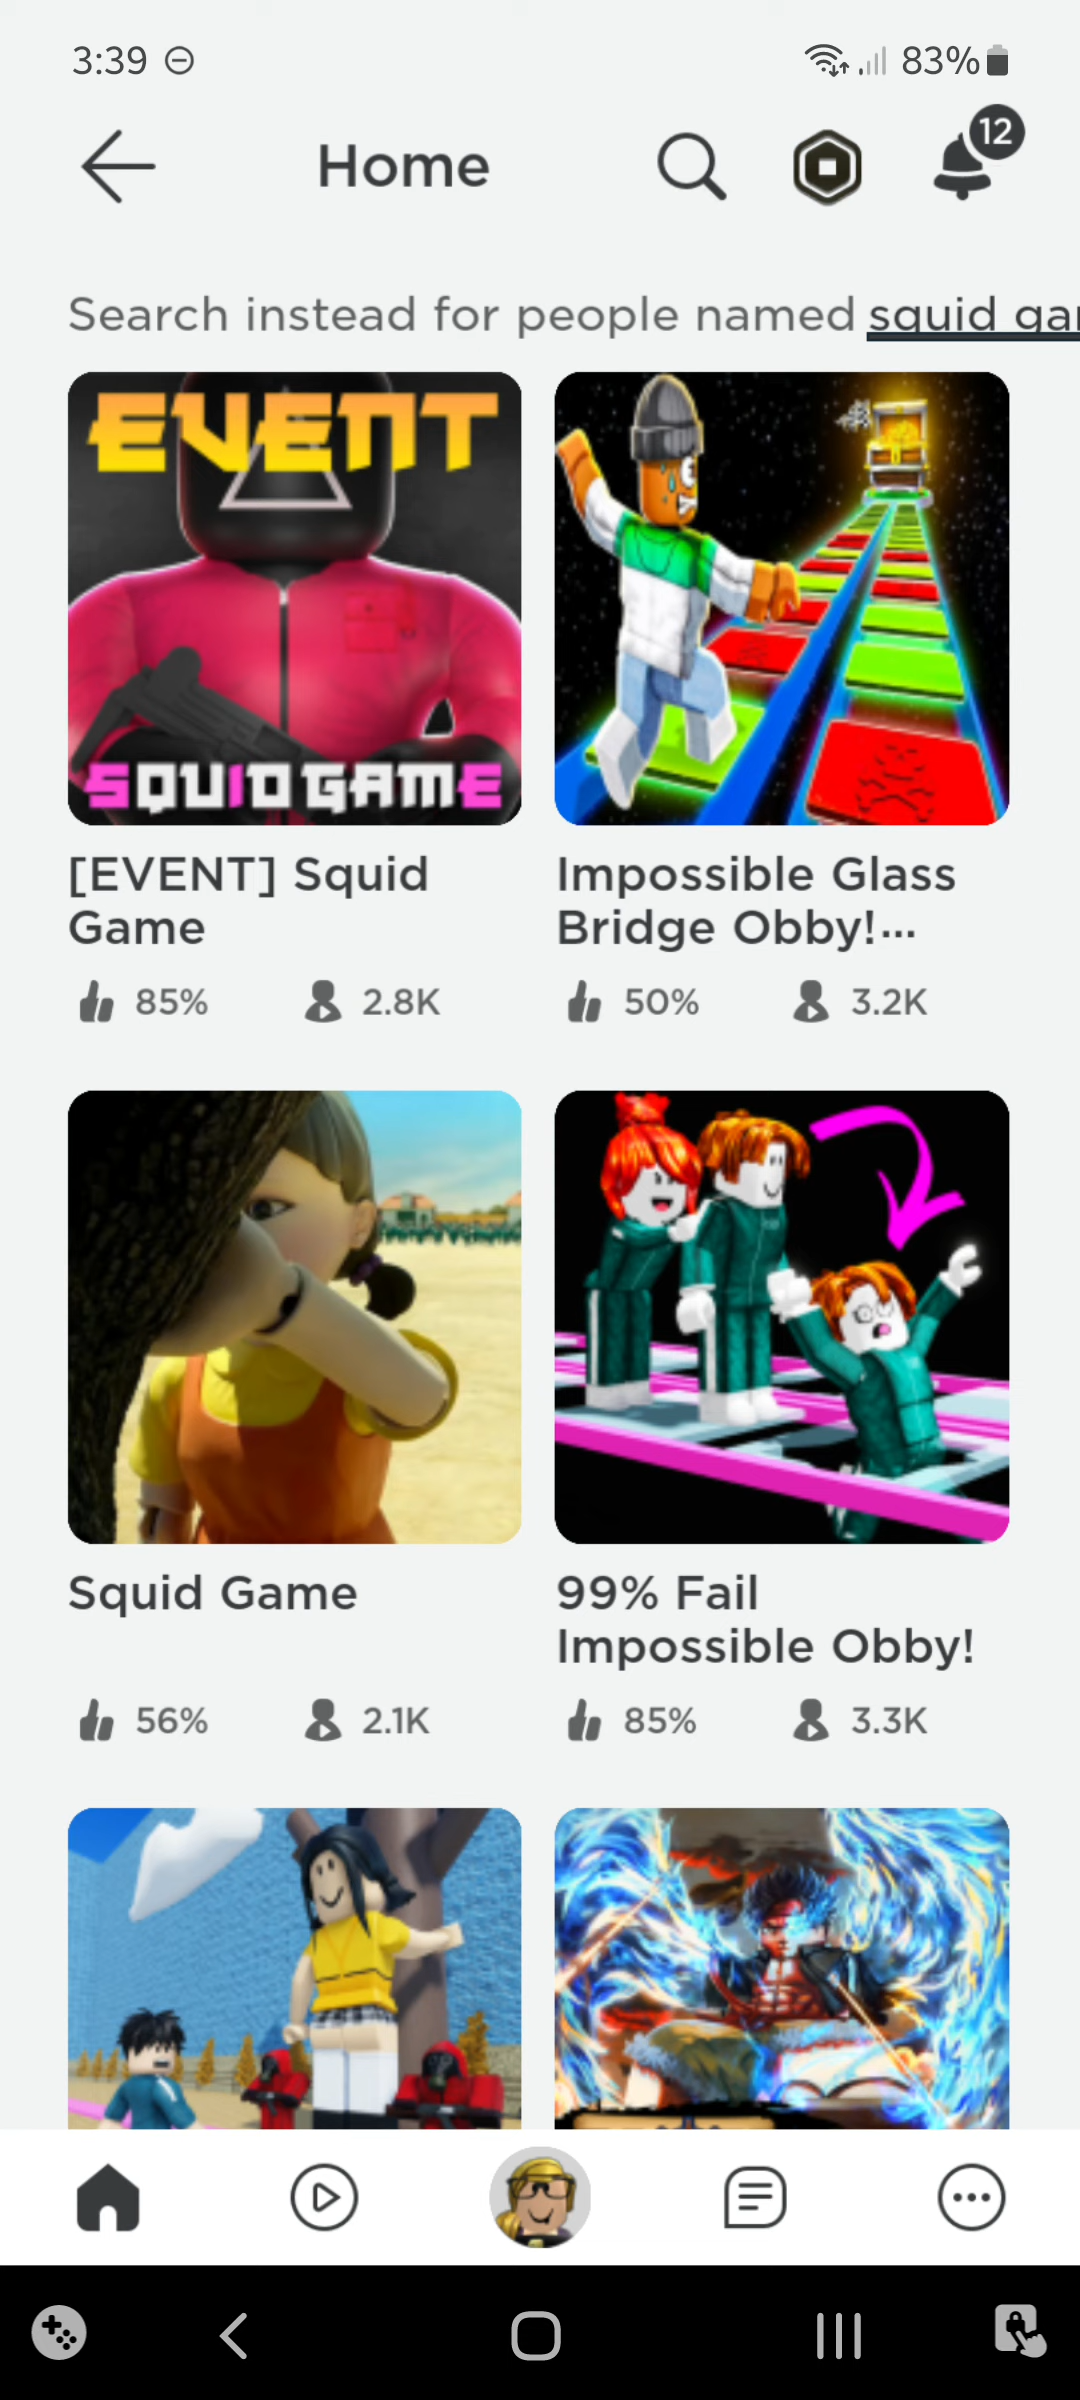 3:39
83%
Home
12
Search instead for people named squid gar
EVENT
SQUID GAME
[EVENT] Squid
Game
85%
2.8K
Impossible Glass
Bridge Obby!...
50%
3.2K
Squid Game
56%
2.1K
99% Fail
Impossible Obby!
85%
3.3K